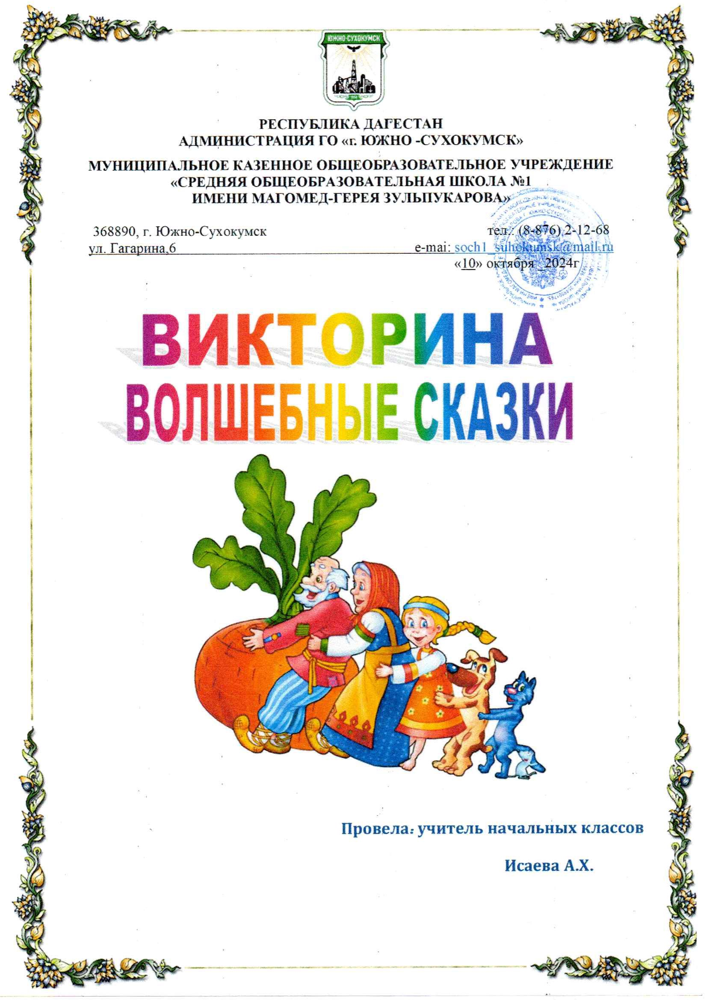 ЮЖНО-СУХОКУМСК
РЕСПУБЛИКА ДАГЕСТАН
АДМИНИСТРАЦИЯ ГО «г. ЮЖНО -СУХОКУМСК»
МУНИЦИПАЛЬНОЕ КАЗЕННОЕ ОБЩЕОБРАЗОВАТЕЛЬНОЕ УЧРЕЖДЕНИЕ
«СРЕДНЯЯ ОБЩЕОБРАЗОВАТЕЛЬНАЯ ШКОЛА №1
ИМЕНИ МАГОМЕД-ГЕРЕЯ ЗУЛЬПУКАРОВА»
368890, г. Южно-Сухокумск тел.: (8-876) 2-12-68
ул. Гагарина,6 e-mai: soch1_suhokumsk@mail.ru
«10» октября _2024г
ВИКТОРИНА
ВОЛШЕБНЫЕ СКАЗКИ
Провела: учитель начальных классов
Исаева А.Х.